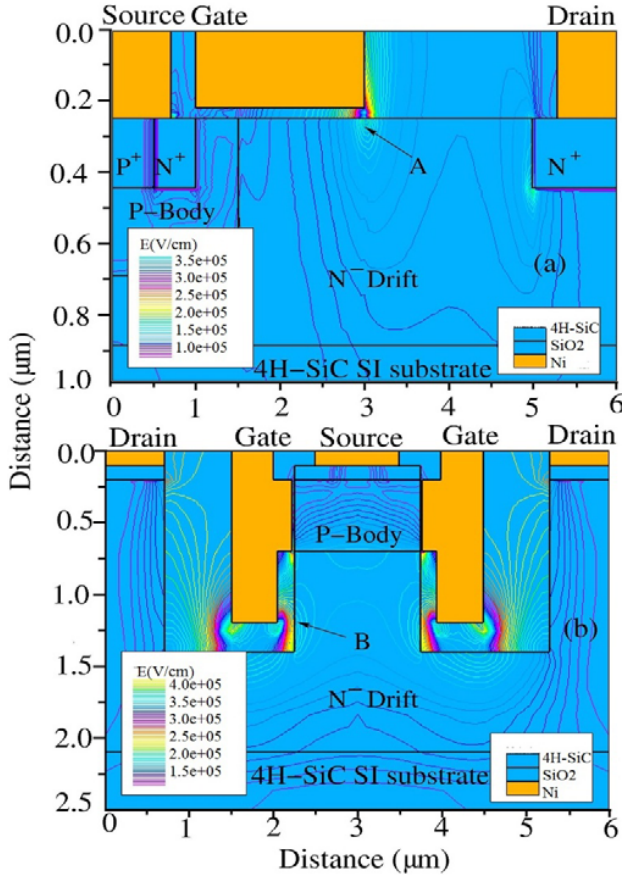 Source Gate Drain
0.0
0.2
0.4
0.6
0.8
1.0
P+ N+ A N+
P-Body
E(V/cm)
3.5e+05
3.0e+05
2.5e+05
2.0e+05
1.5e+05
1.0e+05
N- Drift
(a)
4H-SiC
SiO2
Ni
4H-SiC SI substrate
0 1 2 3 4 5 6
Distance (μm)
Drain Gate Source Gate Drain
0.0
0.5
1.0
1.5
2.0
2.5
P-Body
B
(b)
E(V/cm)
4.0e+05
3.5e+05
3.0e+05
2.5e+05
2.0e+05
1.5e+05
N- Drift
4H-SiC
SiO2
Ni
4H-SiC SI substrate
0 1 2 3 4 5 6
Distance (μm)